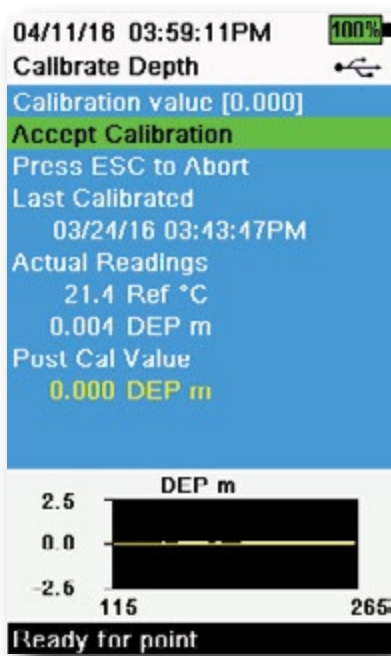 04/11/16 03:59:11PM 100%
Calibrate Depth
Calibration value [0.000]
Accept Calibration
Press ESC to Abort
Last Calibrated
03/24/16 03:43:47PM
Actual Readings
21.4 Ref °C
0.004 DEP m
Post Cal Value
0.000 DEP m
DEP m
2.5
0.0
-2.6
115 265
Ready for point